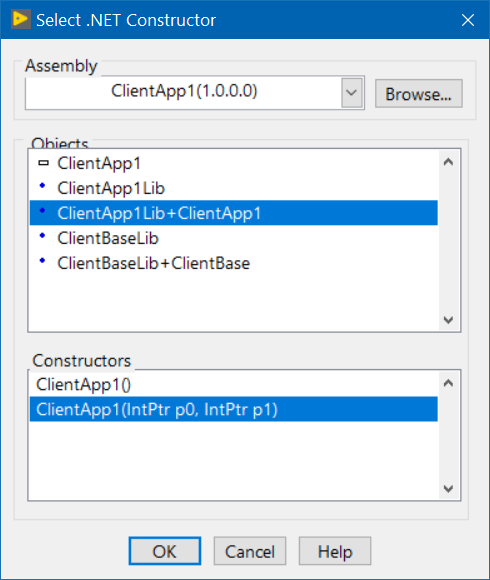 Select .NET Constructor
Assembly
ClientApp1(1.0.0.0)
Browse...
Objects
ClientApp1
ClientApp1Lib
ClientApp1Lib+ClientApp1
ClientBaseLib
ClientBaseLib+ClientBase
Constructors
ClientApp1()
ClientApp1(IntPtr p0, IntPtr p1)
OK
Cancel
Help